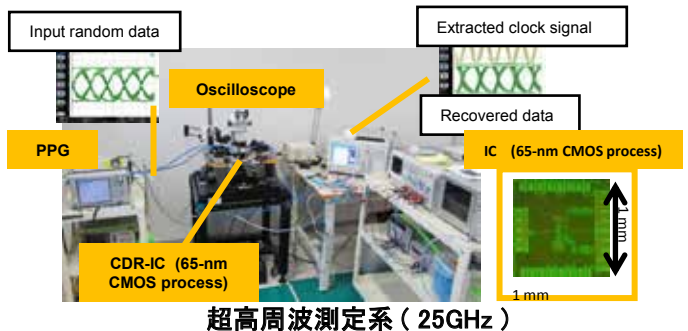 Input random data
Extracted clock signal
Oscilloscope
Recovered data
PPG
IC (65-nm CMOS process)
1 mm
CDR-IC (65-nm
CMOS process)
1 mm
超高周波測定系 ( 25GHz )